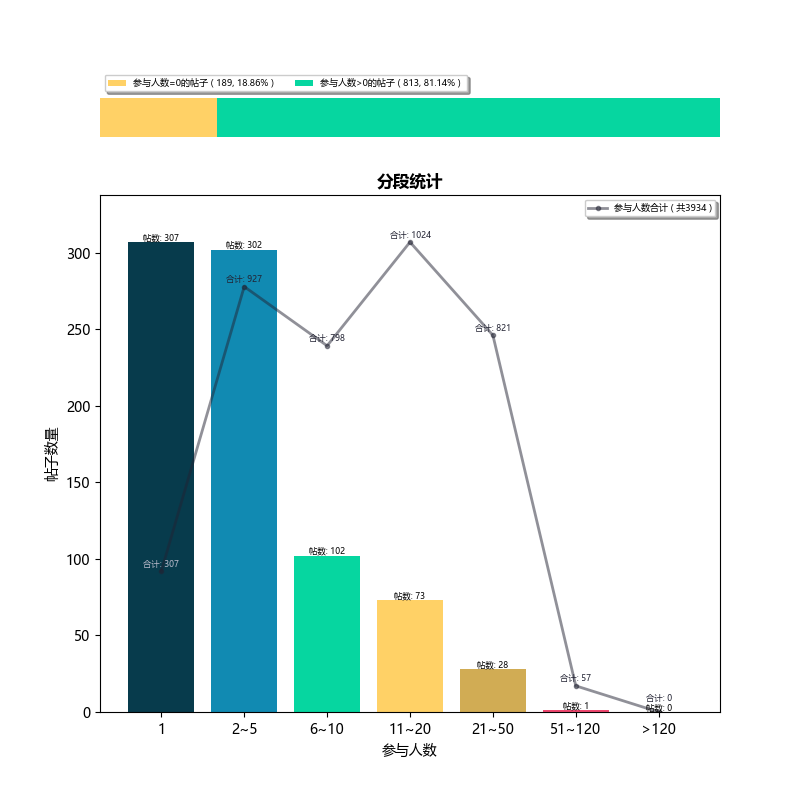 参与人数=0的帖子 ( 189, 18.86% ) 参与人数>0的帖子 ( 813, 81.14% )
分段统计
参与人数合计 ( 共3934 )
帖数: 307
帖数: 302
合计: 1024
合计: 927
合计: 798
合计: 821
合计: 307
帖数: 102
帖数: 73
帖数: 28
合计: 57
帖数: 1
合计: 0
帖数: 0
300
250
200
150
100
50
0
帖子数量
1 2~5 6~10 11~20 21~50 51~120 >120
参与人数